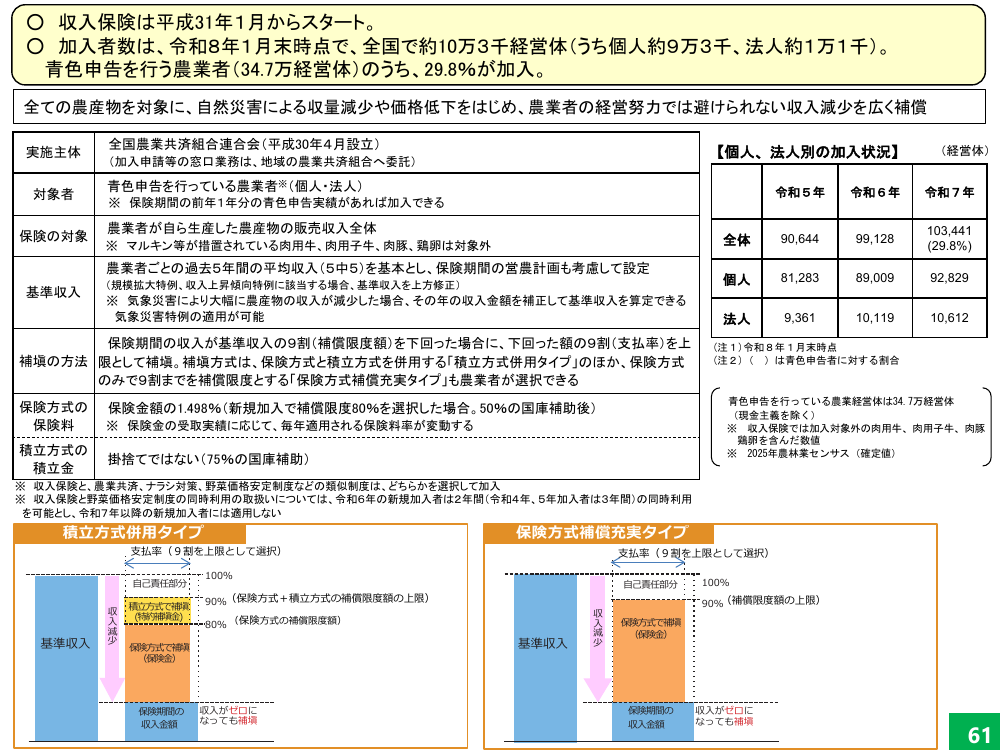 ○　収入保険は平成31年１月からスタート。
○　加入者数は、令和８年１月末時点で、全国で約10万３千経営体（うち個人約９万３千、法人約１万１千）。
青色申告を行う農業者（34.7万経営体）のうち、29.8％が加入。
全ての農産物を対象に、自然災害による収量減少や価格低下をはじめ、農業者の経営努力では避けられない収入減少を広く補償
実施主体
全国農業共済組合連合会（平成30年４月設立）
（加入申請等の窓口業務は、地域の農業共済組合へ委託）
対象者
青色申告を行っている農業者※（個人・法人）
※　保険期間の前年１年分の青色申告実績があれば加入できる
保険の対象
農業者が自ら生産した農産物の販売収入全体
※　マルキン等が措置されている肉用牛、肉用子牛、肉豚、鶏卵は対象外
基準収入
農業者ごとの過去５年間の平均収入（５中５）を基本とし、保険期間の営農計画も考慮して設定
（規模拡大特例、収入上昇傾向特例に該当する場合、基準収入を上方修正）
※　気象災害により大幅に農産物の収入が減少した場合、その年の収入金額を補正して基準収入を算定できる
気象災害特例の適用が可能
補塡の方法
保険期間の収入が基準収入の９割（補償限度額）を下回った場合に、下回った額の９割（支払率）を上
限として補塡。補塡方式は、保険方式と積立方式を併用する「積立方式併用タイプ」のほか、保険方式
のみで９割までを補償限度とする「保険方式補償充実タイプ」も農業者が選択できる
保険方式の
保険料
保険金額の1.498％（新規加入で補償限度80％を選択した場合。50％の国庫補助後）
※　保険金の受取実績に応じて、毎年適用される保険料率が変動する
積立方式の
積立金
掛捨てではない（75％の国庫補助）
※　収入保険と、農業共済、ナラシ対策、野菜価格安定制度などの類似制度は、どちらかを選択して加入
※　収入保険と野菜価格安定制度の同時利用の取扱いについては、令和6年の新規加入者は２年間（令和４年、５年加入者は３年間）の同時利用
を可能とし、令和７年以降の新規加入者には適用しない
【個人、法人別の加入状況】　（経営体）
令和５年　令和６年　令和７年
全体　90,644　99,128　103,441
(29.8%)
個人　81,283　89,009　92,829
法人　9,361　10,119　10,612
（注１）令和８年１月末時点
（注２）（　）は青色申告者に対する割合
青色申告を行っている農業経営体は34.7万経営体
（現金主義を除く）
※　収入保険では加入対象外の肉用牛、肉用子牛、肉豚
鶏卵を含んだ数値
※　2025年農林業センサス（確定値）
積立方式併用タイプ
支払率（９割を上限として選択）
100%
自己責任部分
90%（保険方式＋積立方式の補償限度額の上限）
積立方式で補塡
(特約補塡金)
80%（保険方式の補償限度額）
収入減少
基準収入
保険方式で補塡
(保険金)
保険期間の
収入金額
収入がゼロに
なっても補塡
保険方式補償充実タイプ
支払率（９割を上限として選択）
100%
自己責任部分
90%（補償限度額の上限）
収入減少
保険方式で補塡
(保険金)
基準収入
保険期間の
収入金額
収入がゼロに
なっても補塡
61